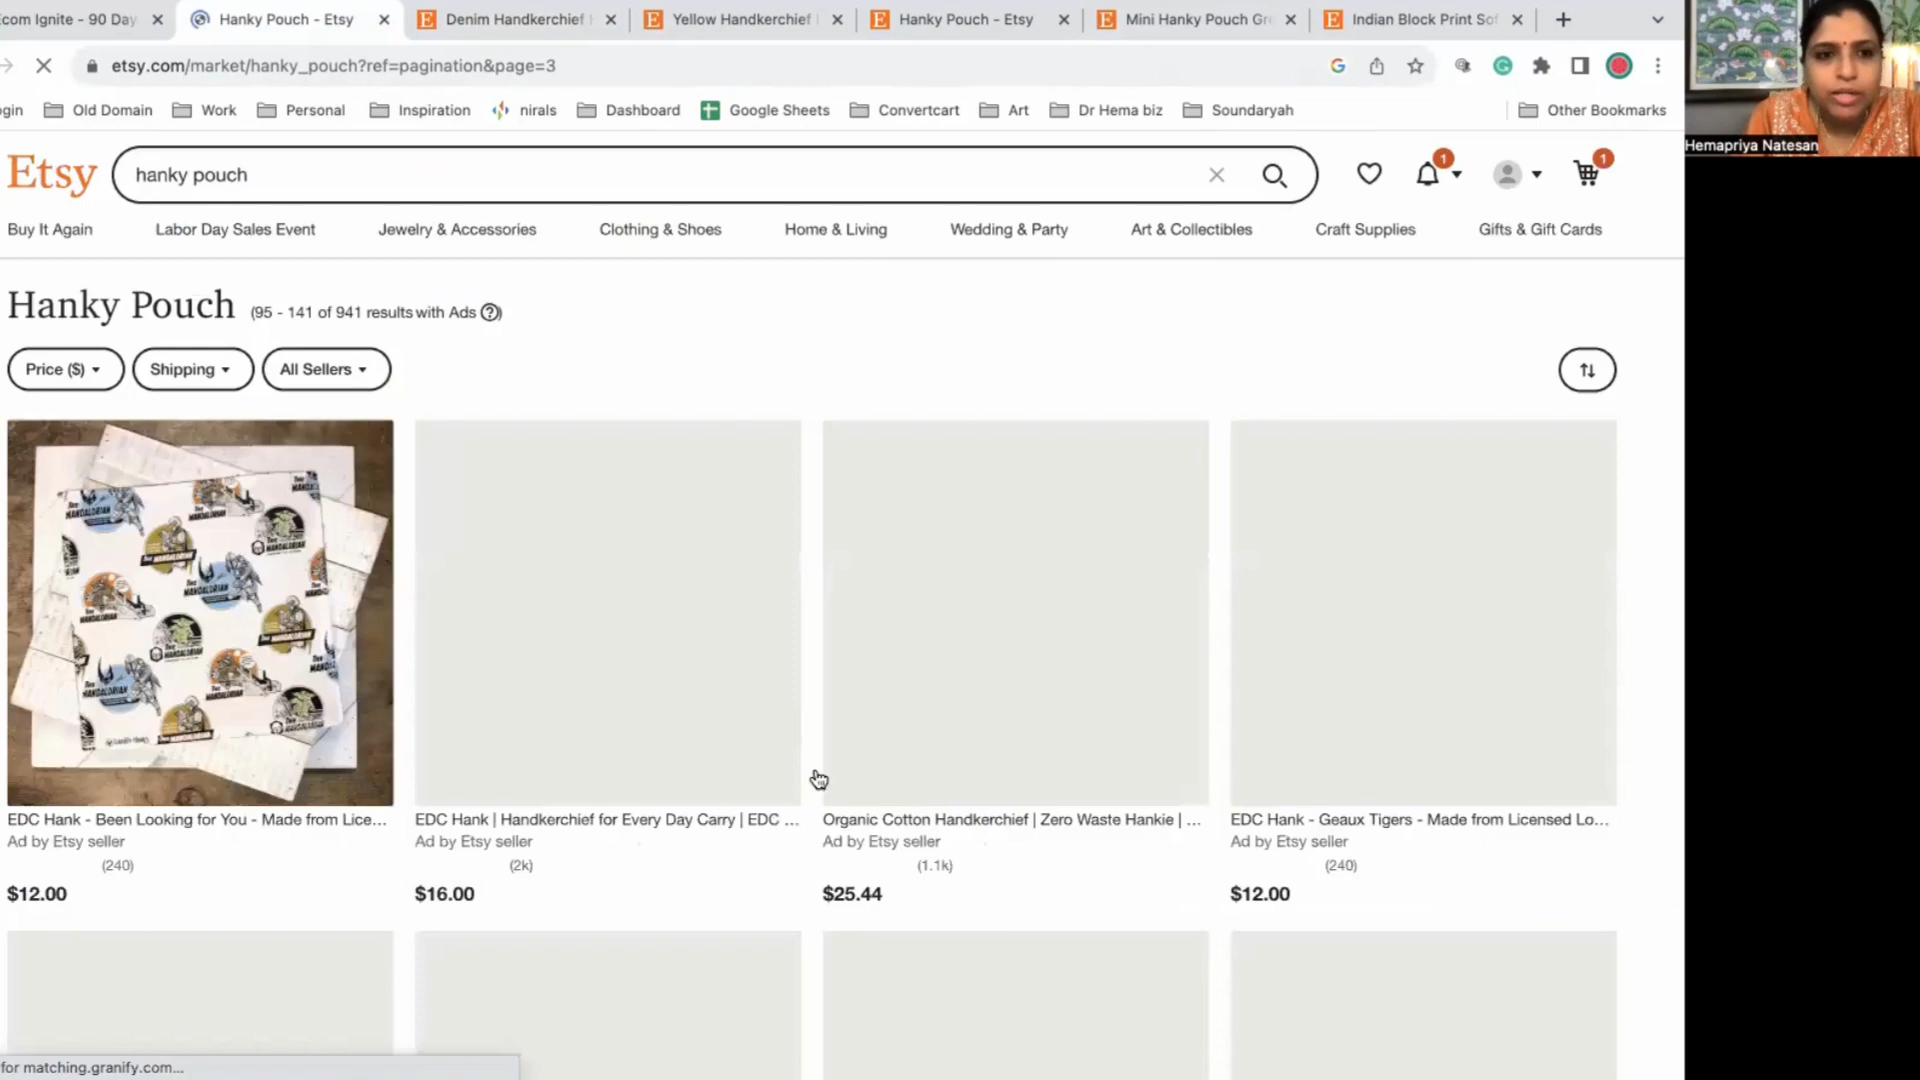 com Ignite - 90 Day
Hanky Pouch - Etsy
Denim Handkerchief
Yellow Handkerchief
Hanky Pouch - Etsy
Mini Hanky Pouch Gr
Indian Block Print Sof
etsy.com/market/hanky_pouch?ref=pagination&page=3
gin
Old Domain
Work
Personal
Inspiration
nirals
Dashboard
Google Sheets
Convertcart
Art
Dr Hema biz
Soundaryah
Other Bookmarks
Hemapriya Natesan
Etsy
hanky pouch
1
1
Buy It Again
Labor Day Sales Event
Jewelry & Accessories
Clothing & Shoes
Home & Living
Wedding & Party
Art & Collectibles
Craft Supplies
Gifts & Gift Cards
Hanky Pouch (95 - 141 of 941 results with Ads ?)
Price ($)
Shipping
All Sellers
EDC Hank - Been Looking for You - Made from Lice...
Ad by Etsy seller
(240)
$12.00
EDC Hank | Handkerchief for Every Day Carry | EDC ...
Ad by Etsy seller
(2k)
$16.00
Organic Cotton Handkerchief | Zero Waste Hankie | ...
Ad by Etsy seller
(1.1k)
$25.44
EDC Hank - Geaux Tigers - Made from Licensed Lo...
Ad by Etsy seller
(240)
$12.00
for matching.granify.com...